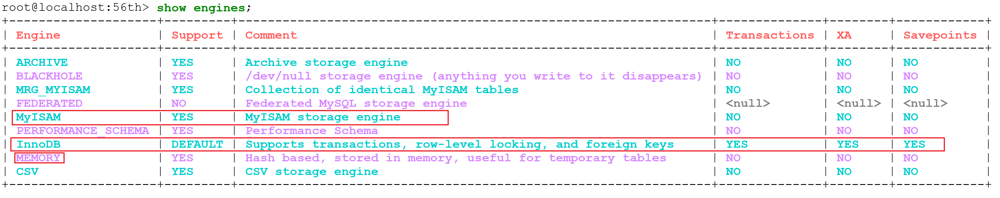 root@localhost:56th> show engines;
+--------------------+---------+----------------------------------------------------------------+--------------+--------+------------+
| Engine             | Support | Comment                                                        | Transactions | XA     | Savepoints |
+--------------------+---------+----------------------------------------------------------------+--------------+--------+------------+
| ARCHIVE            | YES     | Archive storage engine                                         | NO           | NO     | NO         |
| BLACKHOLE          | YES     | /dev/null storage engine (anything you write to it disappears) | NO           | NO     | NO         |
| MRG_MYISAM         | YES     | Collection of identical MyISAM tables                          | NO           | NO     | NO         |
| FEDERATED          | NO      | Federated MySQL storage engine                                 | <null>       | <null> | <null>     |
| MyISAM             | YES     | MyISAM storage engine                                          | NO           | NO     | NO         |
| PERFORMANCE_SCHEMA | YES     | Performance Schema                                             | NO           | NO     | NO         |
| InnoDB             | DEFAULT | Supports transactions, row-level locking, and foreign keys     | YES          | YES    | YES        |
| MEMORY             | YES     | Hash based, stored in memory, useful for temporary tables      | NO           | NO     | NO         |
| CSV                | YES     | CSV storage engine                                             | NO           | NO     | NO         |
+--------------------+---------+----------------------------------------------------------------+--------------+--------+------------+